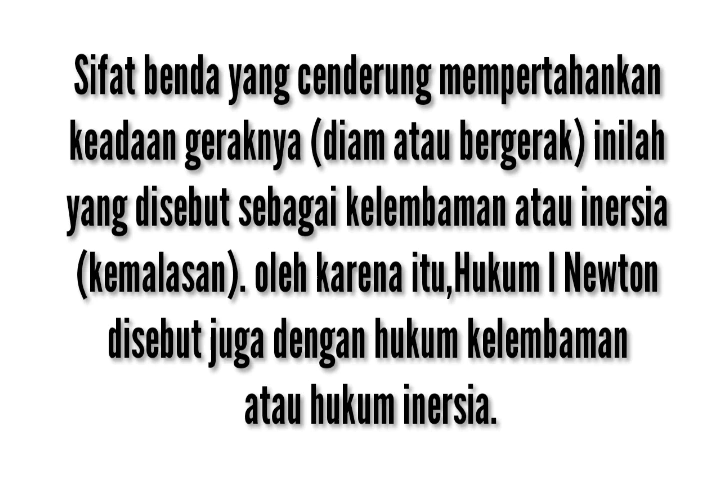 Sifat benda yang cenderung mempertahankan
keadaan geraknya (diam atau bergerak) inilah
yang disebut sebagai kelembaman atau inersia
(kemalasan). oleh karena itu,Hukum I Newton
disebut juga dengan hukum kelembaman
atau hukum inersia.